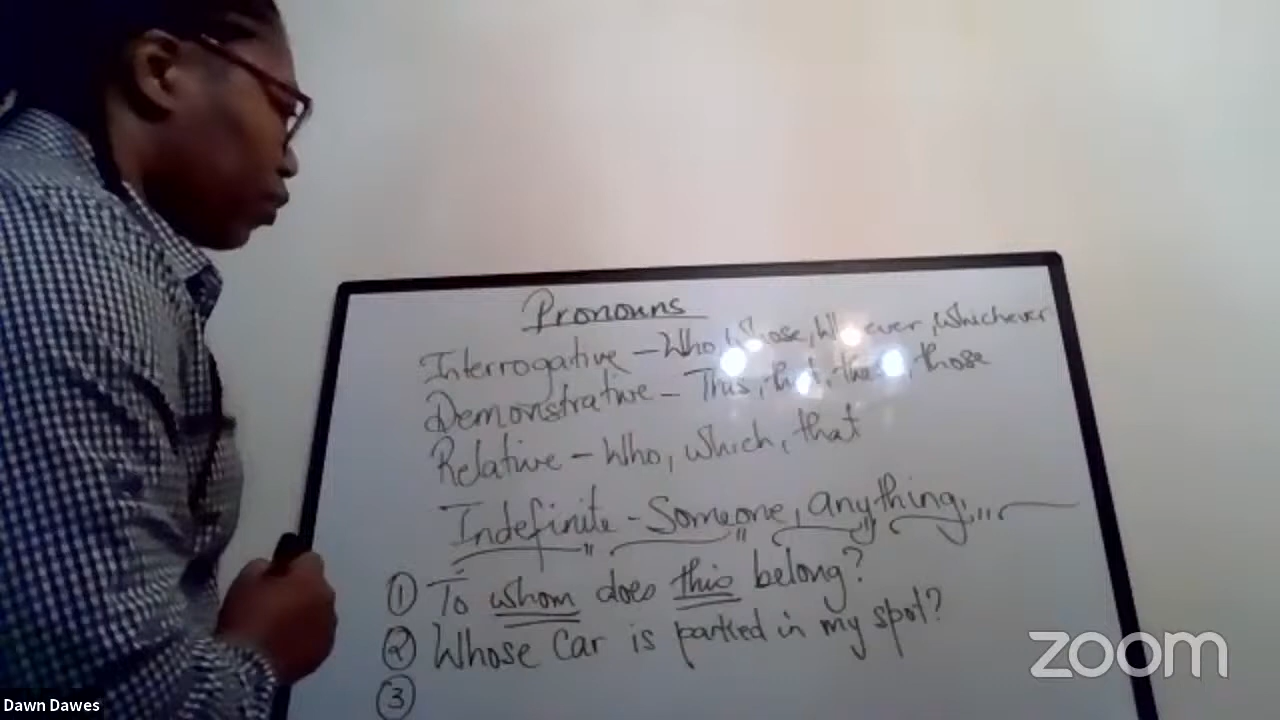 Pronouns
Interrogative - Who, Whose, Whoever, Whichever
Demonstrative - This, that, these, those
Relative - Who, Which, that
Indefinite - Someone, anything,
① To whom does this belong?
② Whose Car is parked in my spot?
③
zoom
Dawn Dawes